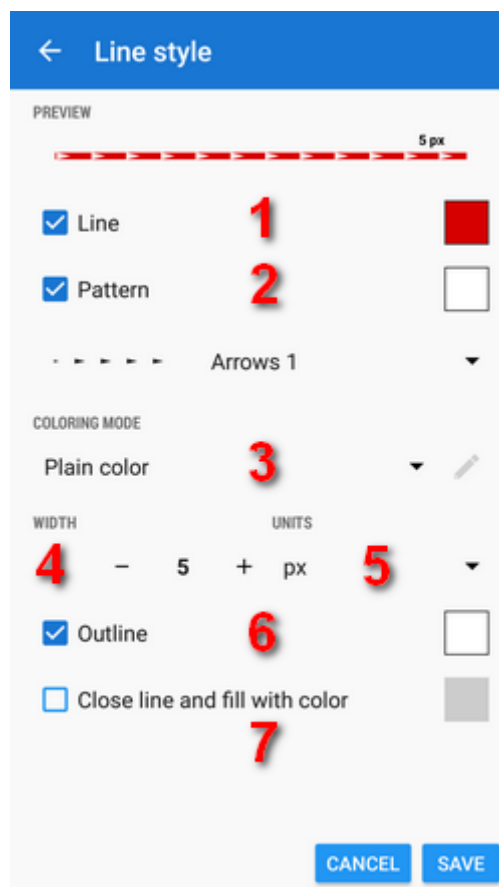 Line style
PREVIEW
5 px
Line 1
Pattern 2
Arrows 1
COLORING MODE
Plain color 3
WIDTH UNITS
4 − 5 + px 5
Outline 6
Close line and fill with color
7
CANCEL SAVE